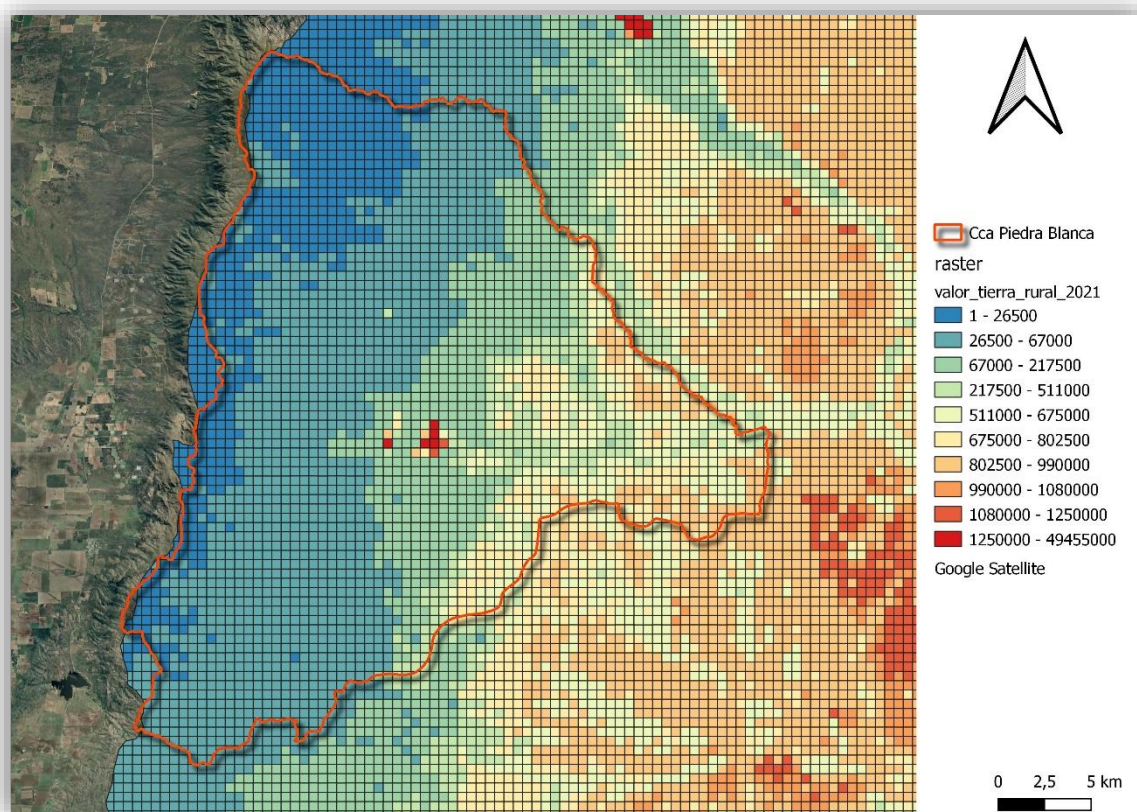 Cca Piedra Blanca
raster
valor_tierra_rural_2021
1 - 26500
26500 - 67000
67000 - 217500
217500 - 511000
511000 - 675000
675000 - 802500
802500 - 990000
990000 - 1080000
1080000 - 1250000
1250000 - 49455000
Google Satellite
0 2,5 5 km